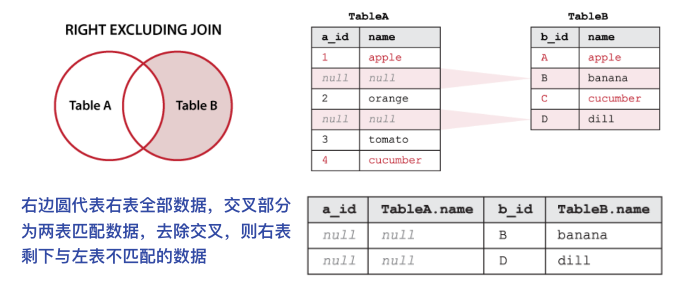 RIGHT EXCLUDING JOIN
Table A
Table B
TableA
a_id name
1 apple
null null
2 orange
null null
3 tomato
4 cucumber
TableB
b_id name
A apple
B banana
C cucumber
D dill
右边圆代表右表全部数据，交叉部分
为两表匹配数据，去除交叉，则右表
剩下与左表不匹配的数据
a_id TableA.name b_id TableB.name
null null B banana
null null D dill